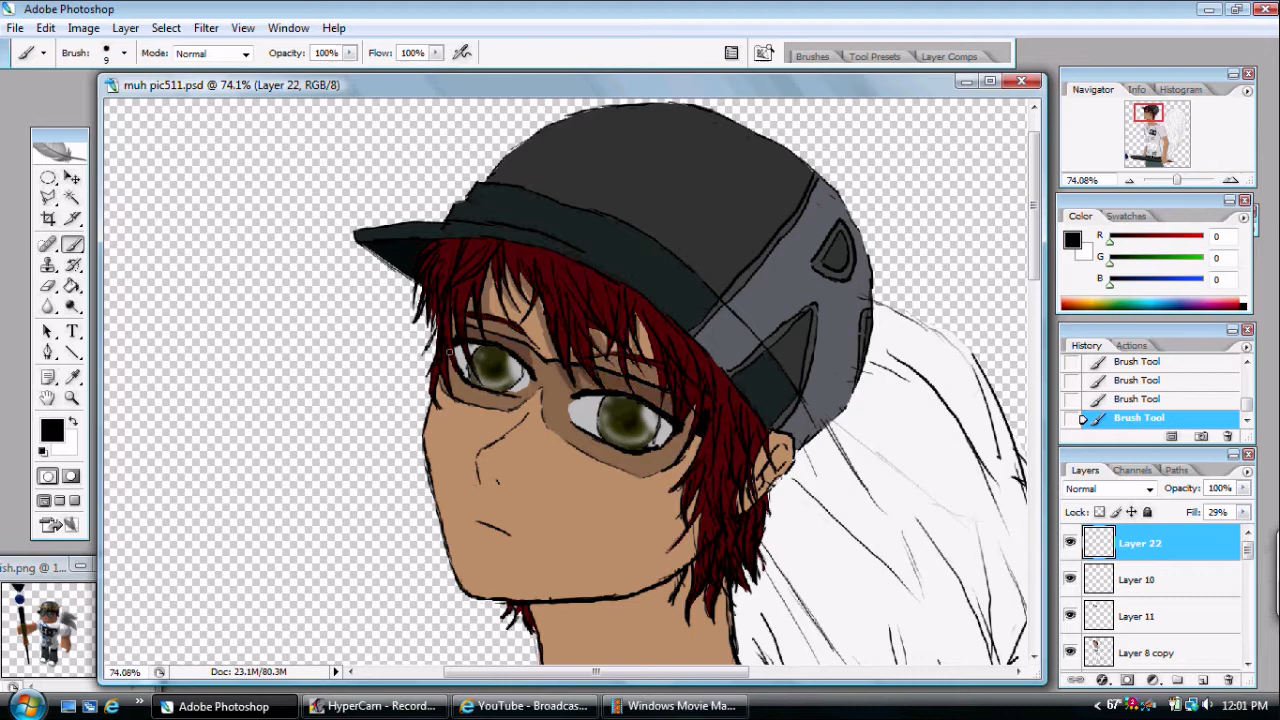 Adobe Photoshop
File Edit Image Layer Select Filter View Window Help
Brush: 9 Mode: Normal Opacity: 100% Flow: 100% Brushes Tool Presets Layer Comps
muh pic511.psd @ 74.1% (Layer 22, RGB/8)
Navigator Info Histogram
74.08%
Color Swatches
R 0
G 0
B 0
History Actions
Brush Tool
Brush Tool
Brush Tool
Brush Tool
Layers Channels Paths
Normal Opacity: 100%
Lock: Fill: 29%
Layer 22
Layer 10
Layer 11
Layer 8 copy
ish.png @ 1...
74.08% Doc: 23.1M/80.3M
Adobe Photoshop HyperCam - Record... YouTube - Broadcas... Windows Movie Ma... 67° 12:01 PM